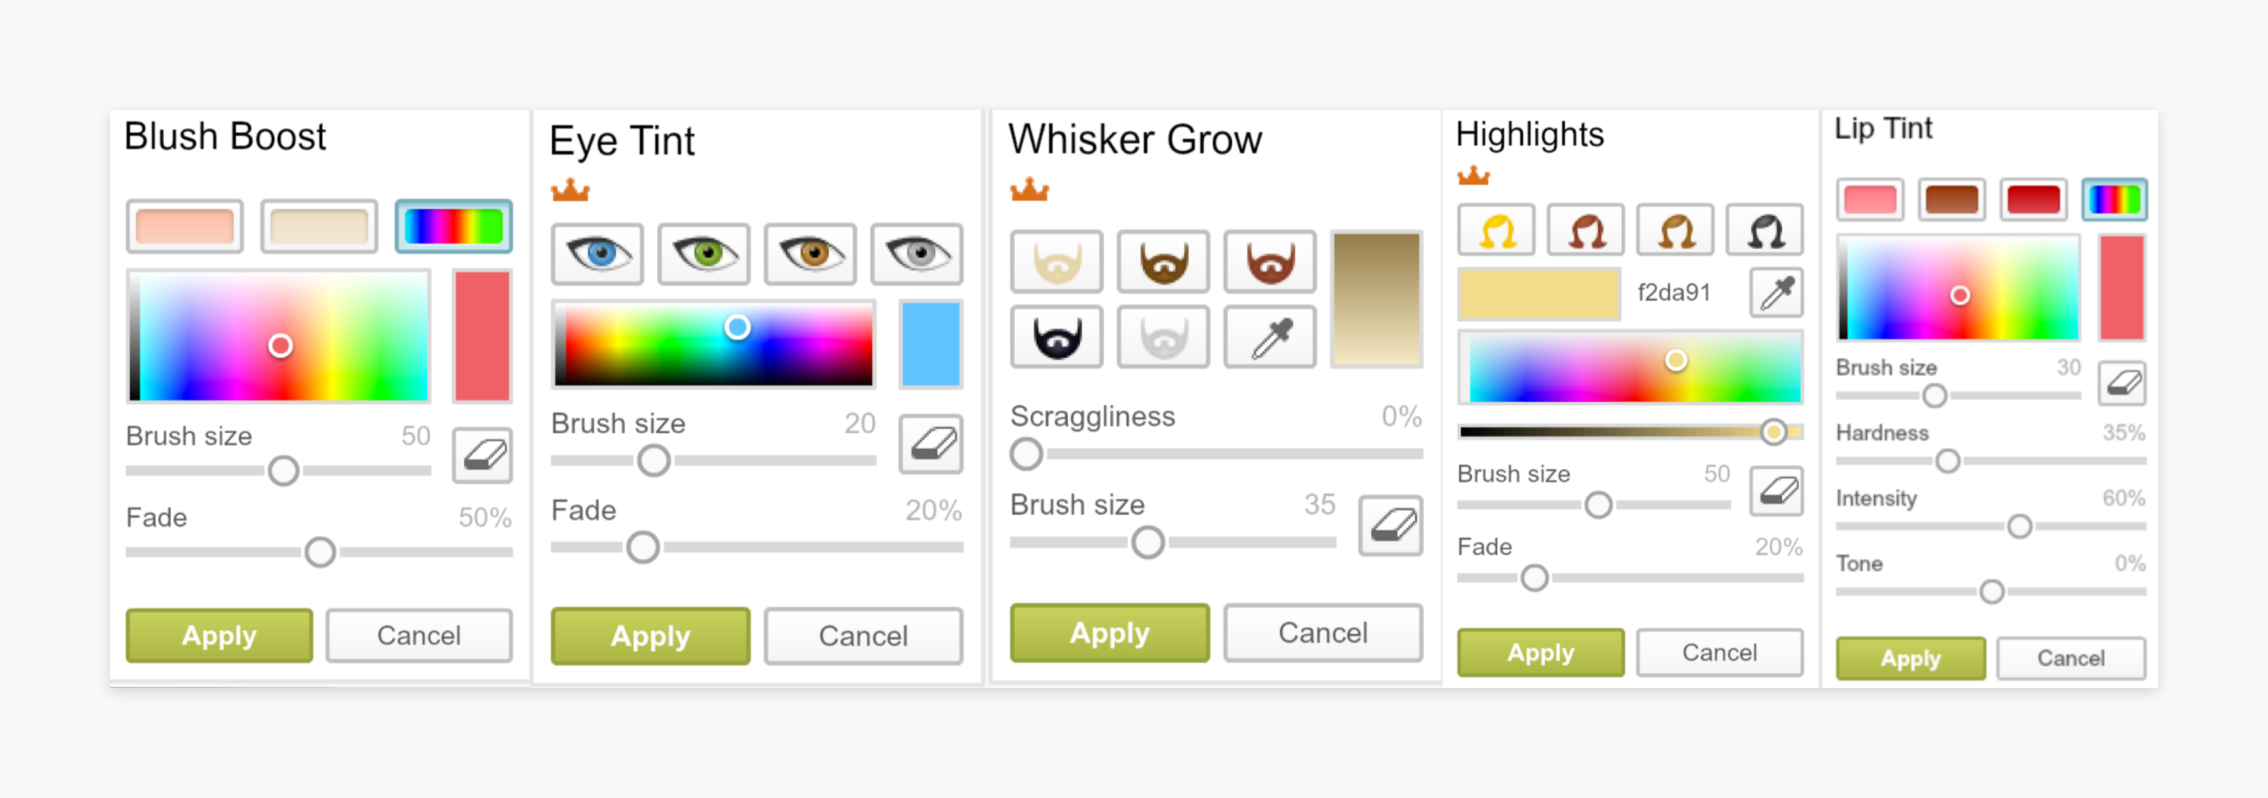 Blush Boost
Brush size 50
Fade 50%
Apply Cancel
Eye Tint
Brush size 20
Fade 20%
Apply Cancel
Whisker Grow
Scraggliness 0%
Brush size 35
Apply Cancel
Highlights
f2da91
Brush size 50
Fade 20%
Apply Cancel
Lip Tint
Brush size 30
Hardness 35%
Intensity 60%
Tone 0%
Apply Cancel